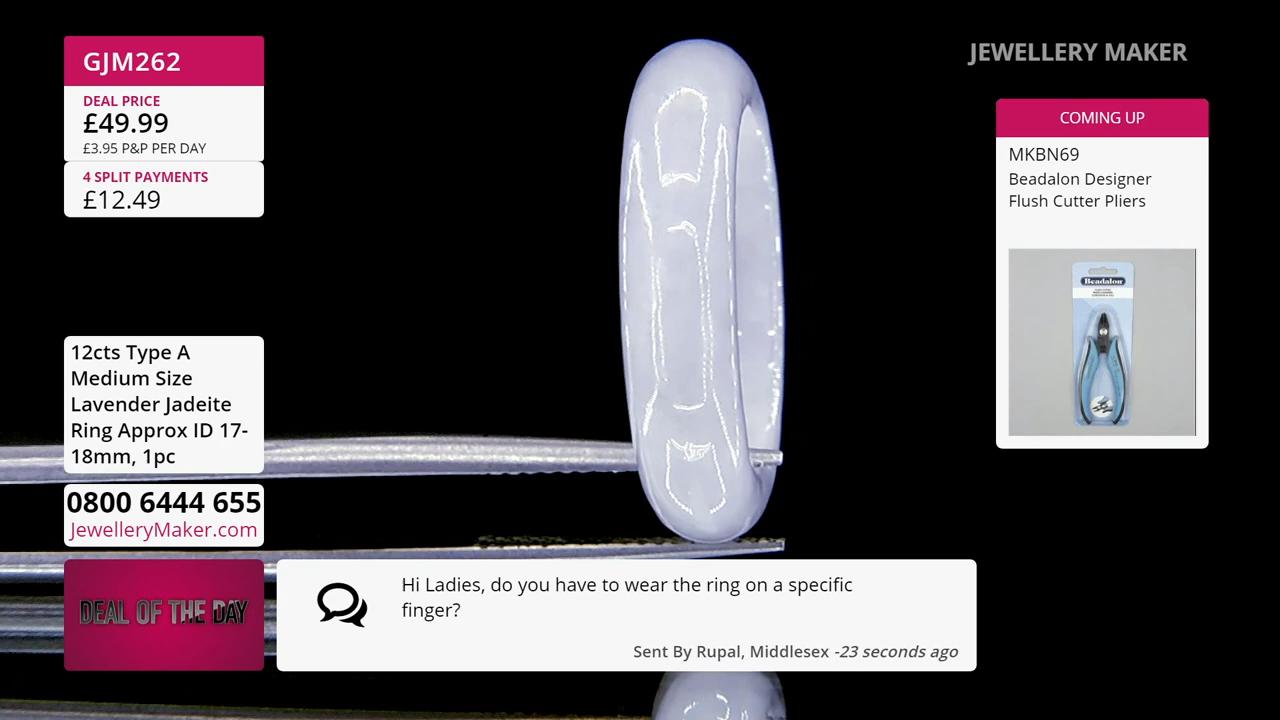 GJM262
DEAL PRICE
£49.99
£3.95 P&P PER DAY
4 SPLIT PAYMENTS
£12.49
12cts Type A
Medium Size
Lavender Jadeite
Ring Approx ID 17-
18mm, 1pc
0800 6444 655
JewelleryMaker.com
DEAL OF THE DAY
Hi Ladies, do you have to wear the ring on a specific
finger?
Sent By Rupal, Middlesex -23 seconds ago
JEWELLERY MAKER
COMING UP
MKBN69
Beadalon Designer
Flush Cutter Pliers
Beadalon